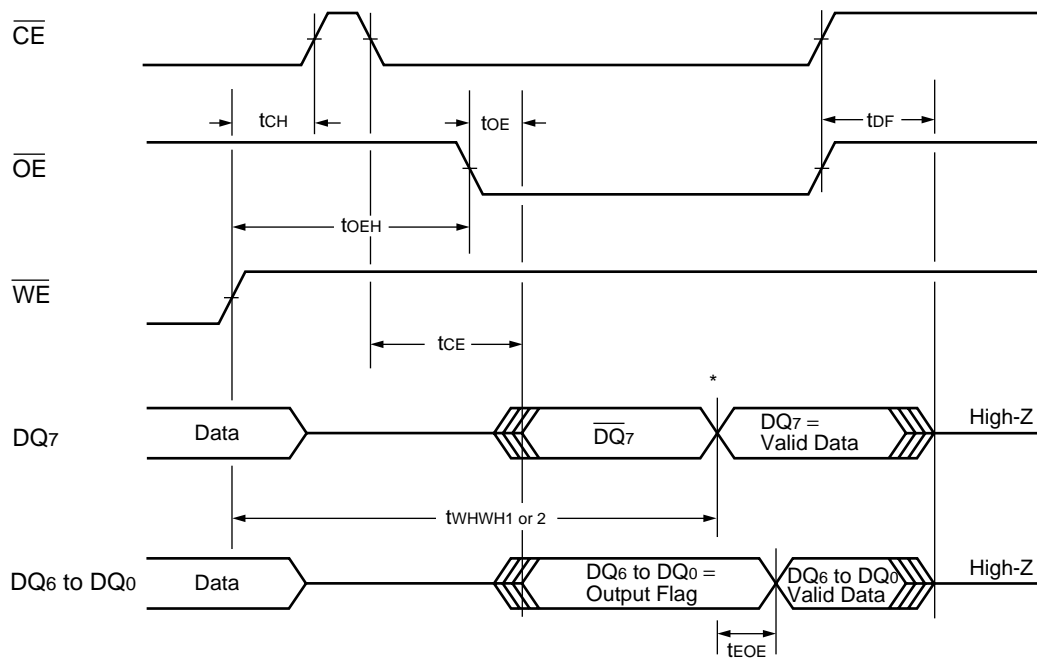 CE
tCH
tOE
tDF
OE
tOEH
WE
tCE
*
DQ7
Data
DQ7
DQ7 =
Valid Data
High-Z
tWHWH1 or 2
DQ6 to DQ0
Data
DQ6 to DQ0 =
Output Flag
DQ6 to DQ0
Valid Data
High-Z
tEOE